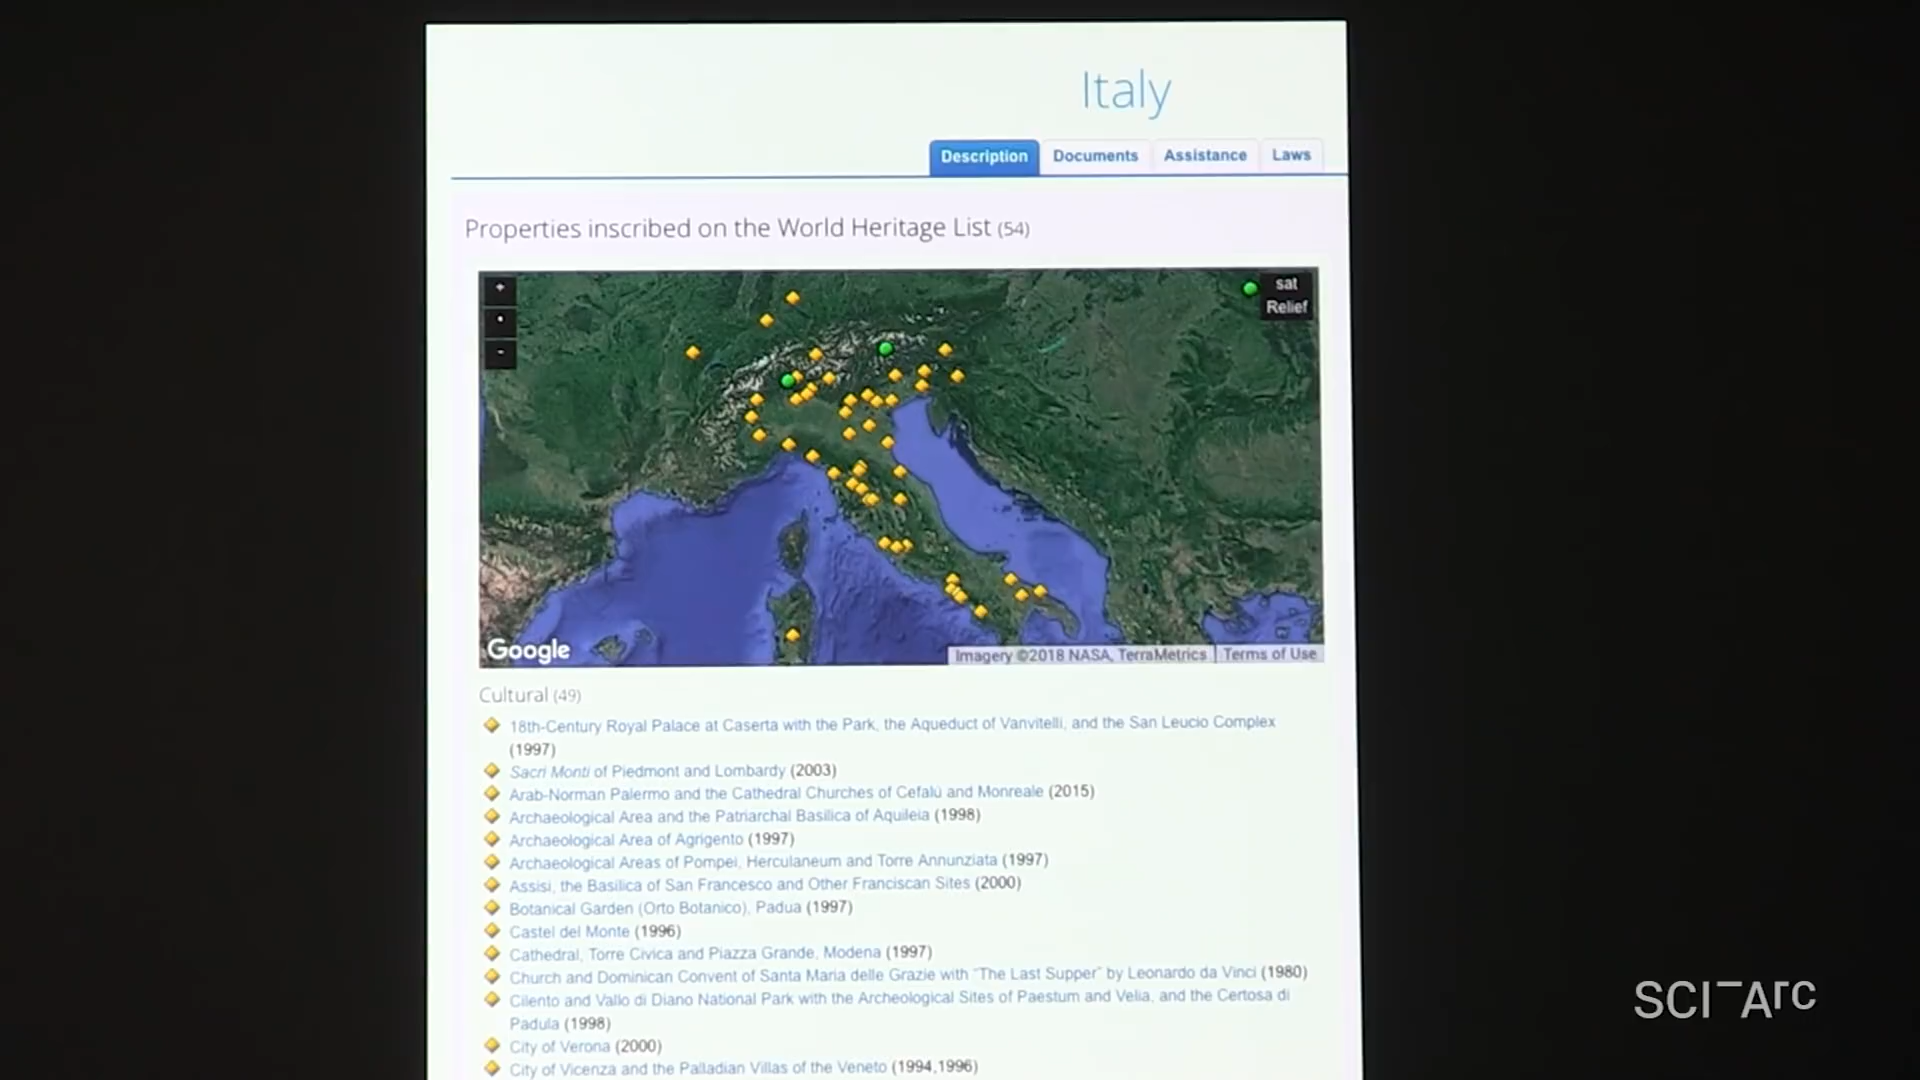 Italy
Description Documents Assistance Laws
Properties inscribed on the World Heritage List (54)
+
sat
Relief
-
Google
Imagery ©2018 NASA, TerraMetrics | Terms of Use
Cultural (49)
18th-Century Royal Palace at Caserta with the Park, the Aqueduct of Vanvitelli, and the San Leucio Complex
(1997)
Sacri Monti of Piedmont and Lombardy (2003)
Arab-Norman Palermo and the Cathedral Churches of Cefalú and Monreale (2015)
Archaeological Area and the Patriarchal Basilica of Aquileia (1998)
Archaeological Area of Agrigento (1997)
Archaeological Areas of Pompei, Herculaneum and Torre Annunziata (1997)
Assisi, the Basilica of San Francesco and Other Franciscan Sites (2000)
Botanical Garden (Orto Botanico), Padua (1997)
Castel del Monte (1996)
Cathedral, Torre Civica and Piazza Grande, Modena (1997)
Church and Dominican Convent of Santa Maria delle Grazie with "The Last Supper" by Leonardo da Vinci (1980)
Cilento and Vallo di Diano National Park with the Archeological Sites of Paestum and Velia, and the Certosa di
Padula (1998)
City of Verona (2000)
City of Vicenza and the Palladian Villas of the Veneto (1994,1996)
SCI-Arc